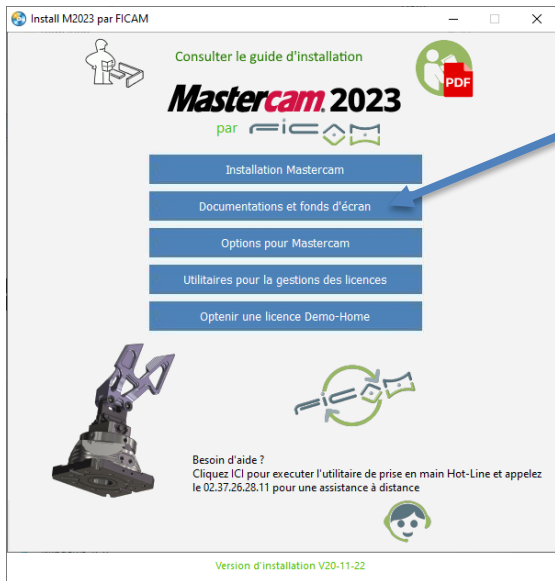 Install M2023 par FICAM
Consulter le guide d'installation
PDF
Mastercam. 2023
par FICAM
Installation Mastercam
Documentations et fonds d'écran
Options pour Mastercam
Utilitaires pour la gestions des licences
Optenir une licence Demo-Home
FICAM
Besoin d'aide ?
Cliquez ICI pour executer l'utilitaire de prise en main Hot-Line et appelez
le 02.37.26.28.11 pour une assistance à distance
Version d'installation V20-11-22